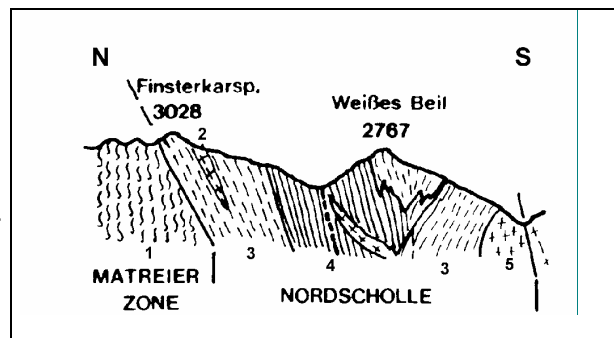 N
S
Finsterkarsp.
3028
Weißes Beil
2767
2
1
3
4
3
5
MATREIER
ZONE
NORDSCHOLLE